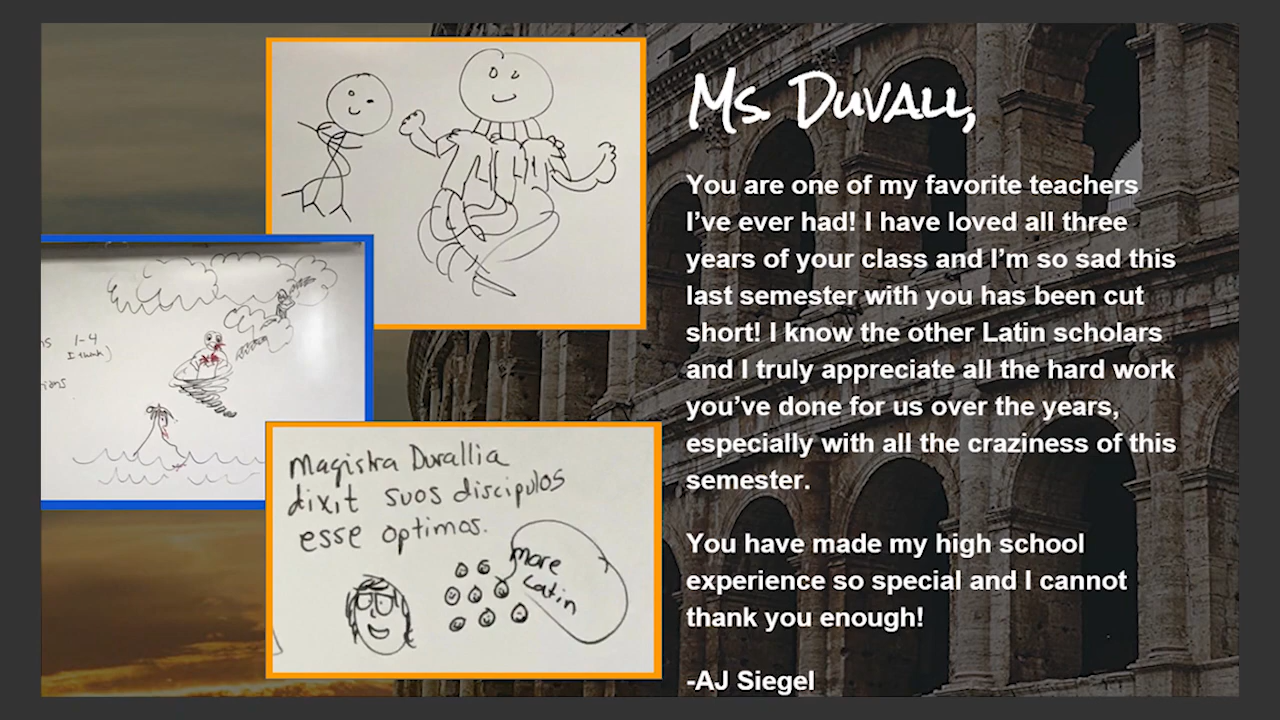 Ms. Duvall,
You are one of my favorite teachers
I've ever had! I have loved all three
years of your class and I'm so sad this
last semester with you has been cut
short! I know the other Latin scholars
and I truly appreciate all the hard work
you've done for us over the years,
especially with all the craziness of this
semester.
You have made my high school
experience so special and I cannot
thank you enough!
-AJ Siegel
1-4
I think)
Magistra Duvallia
dixit suos discipulos
esse optimos.
more
Latin